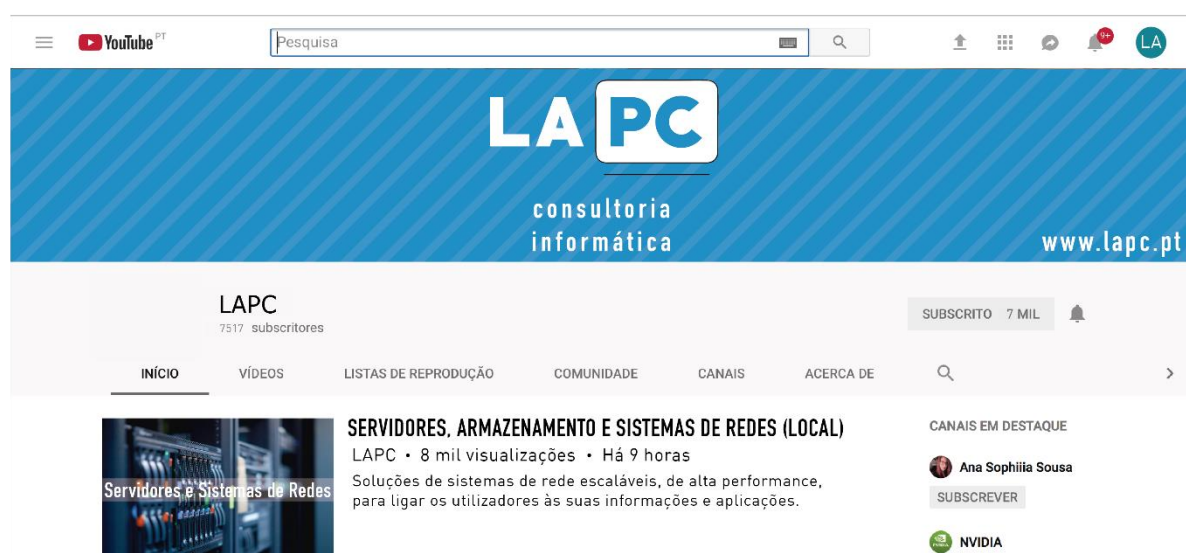 YouTube PT
Pesquisa
9+
LA
LA PC
consultoria
informática
www.lapc.pt
LAPC
7517 subscritores
SUBSCRITO 7 MIL
INÍCIO VÍDEOS LISTAS DE REPRODUÇÃO COMUNIDADE CANAIS ACERCA DE
Servidores e Sistemas de Redes
SERVIDORES, ARMAZENAMENTO E SISTEMAS DE REDES (LOCAL)
LAPC • 8 mil visualizações • Há 9 horas
Soluções de sistemas de rede escaláveis, de alta performance,
para ligar os utilizadores às suas informações e aplicações.
CANAIS EM DESTAQUE
Ana Sophiiia Sousa
SUBSCREVER
NVIDIA